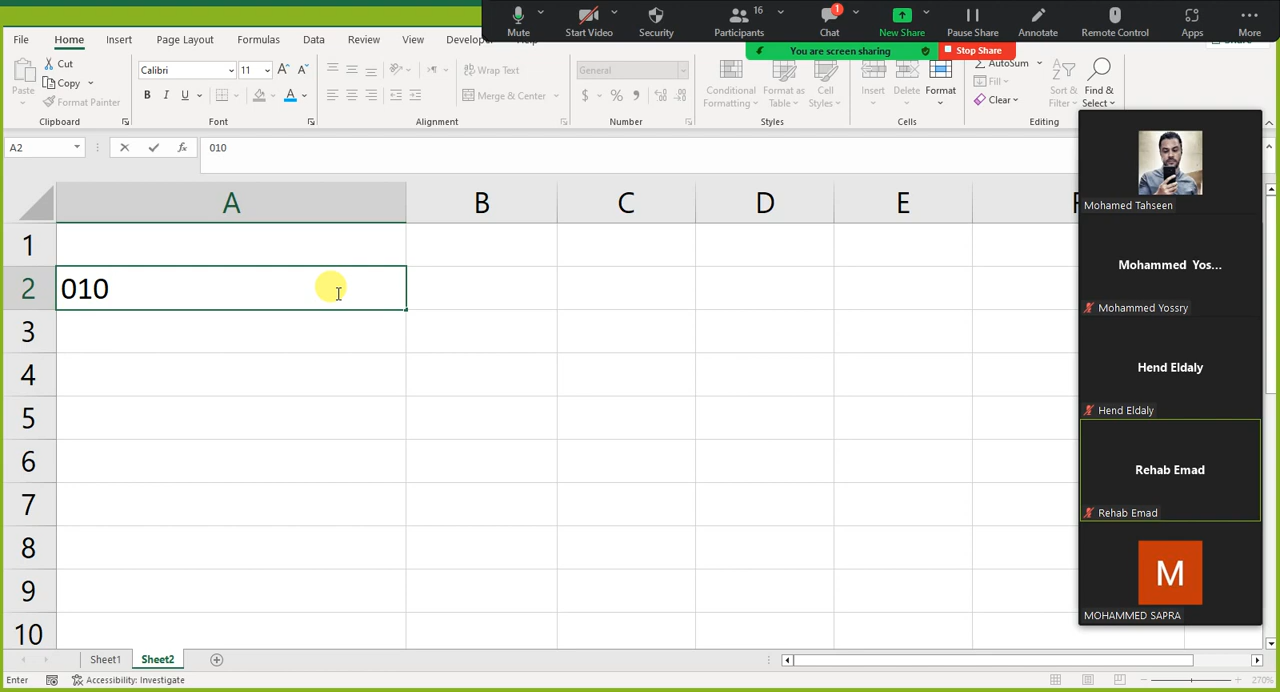 Mute
Start Video
Security
Participants 16
Chat 1
New Share
Pause Share
Annotate
Remote Control
Apps
More
You are screen sharing Stop Share
File Home Insert Page Layout Formulas Data Review View
Paste
Cut
Copy
Format Painter
Clipboard
Calibri 11
B I U
Font
Wrap Text
Merge & Center
Alignment
General
$ % 
Number
Conditional Formatting
Format as Table
Cell Styles
Styles
Insert Delete Format
Cells
AutoSum
Fill
Clear
Sort & Filter
Find & Select
Editing
A2 fx 010
A B C D E
1
2 010
3
4
5
6
7
8
9
10
Mohamed Tahseen
Mohammed Yos...
Mohammed Yossry
Hend Eldaly
Hend Eldaly
Rehab Emad
Rehab Emad
M
MOHAMMED SAPRA
Sheet1 Sheet2
Enter Accessibility: Investigate 270%